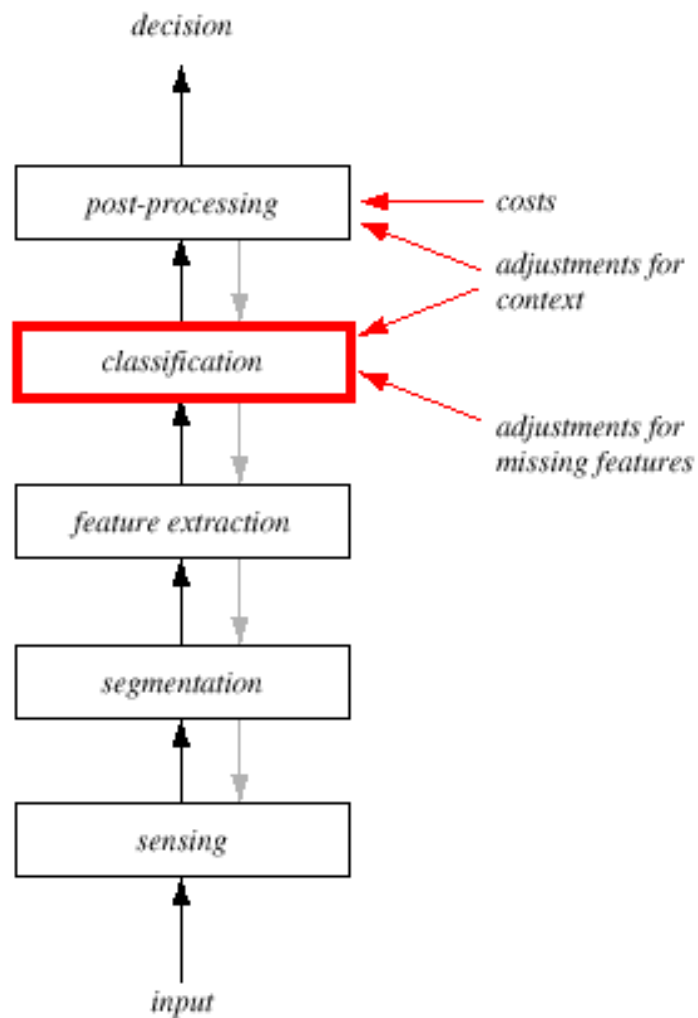 decision
post-processing
costs
adjustments for
context
classification
adjustments for
missing features
feature extraction
segmentation
sensing
input